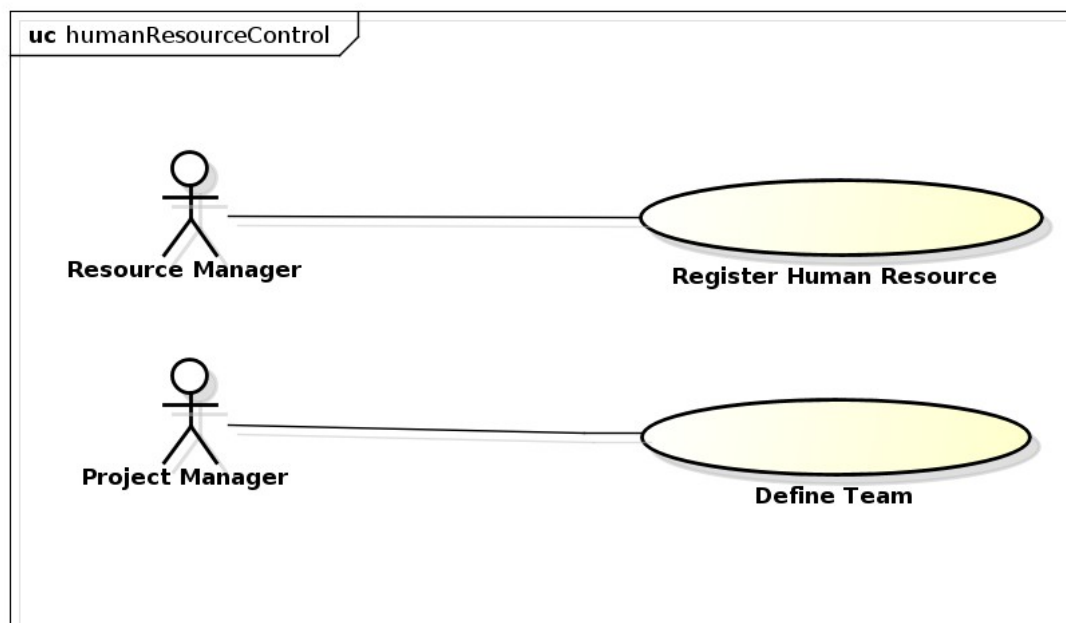 uc humanResourceControl
Resource Manager
Register Human Resource
Project Manager
Define Team